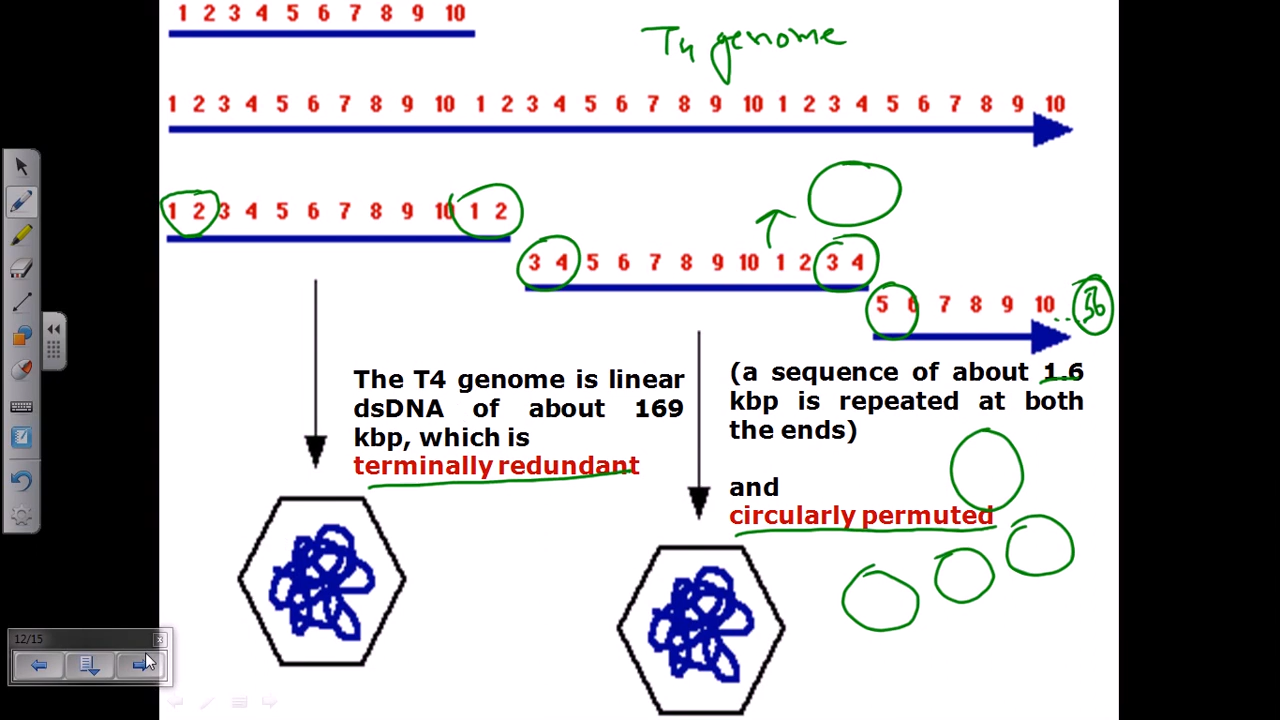 1 2 3 4 5 6 7 8 9 10
T4 genome
1 2 3 4 5 6 7 8 9 10 1 2 3 4 5 6 7 8 9 10 1 2 3 4 5 6 7 8 9 10
1 2 3 4 5 6 7 8 9 10 1 2
3 4 5 6 7 8 9 10 1 2 3 4
5 6 7 8 9 10 .. 56
The T4 genome is linear
dsDNA of about 169
kbp, which is
terminally redundant
(a sequence of about 1.6
kbp is repeated at both
the ends)
and
circularly permuted
12/15